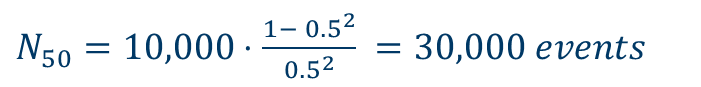 N₅₀ = 10,000 · (1− 0.5²)/(0.5²) = 30,000 events